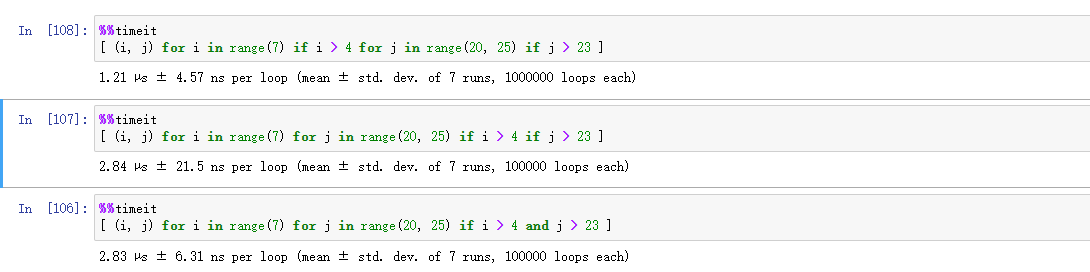 In [108]: %%timeit
[ (i, j) for i in range(7) if i > 4 for j in range(20, 25) if j > 23 ]
1.21 µs ± 4.57 ns per loop (mean ± std. dev. of 7 runs, 1000000 loops each)
In [107]: %%timeit
[ (i, j) for i in range(7) for j in range(20, 25) if i > 4 if j > 23 ]
2.84 µs ± 21.5 ns per loop (mean ± std. dev. of 7 runs, 100000 loops each)
In [106]: %%timeit
[ (i, j) for i in range(7) for j in range(20, 25) if i > 4 and j > 23 ]
2.83 µs ± 6.31 ns per loop (mean ± std. dev. of 7 runs, 100000 loops each)